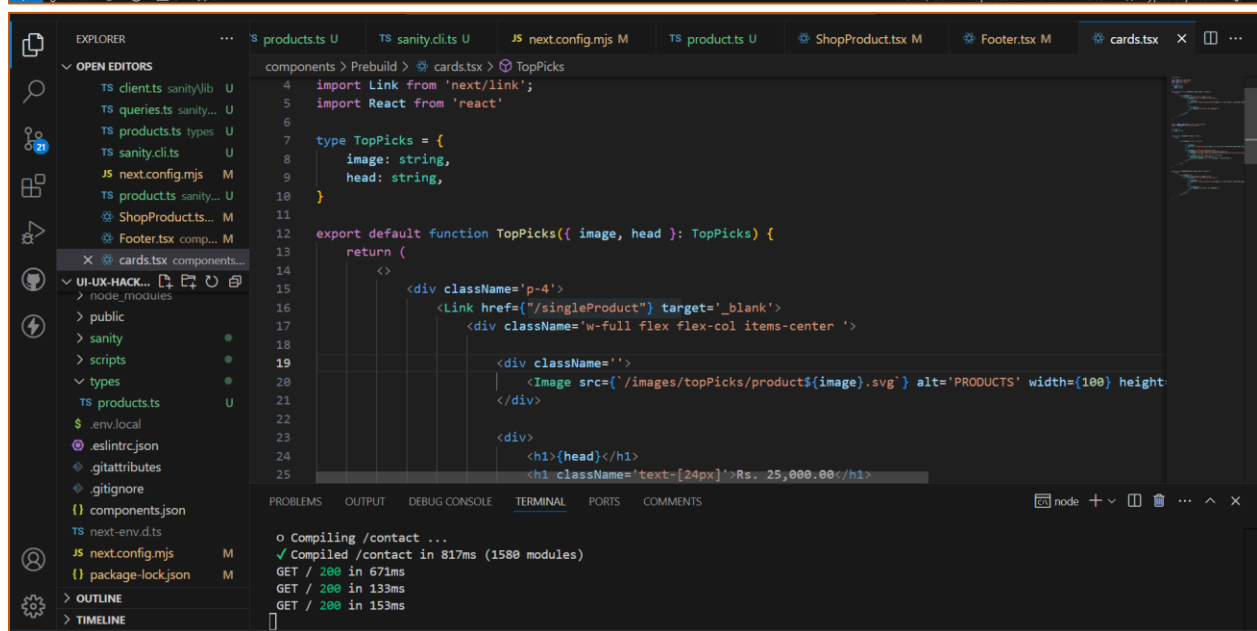 EXPLORER
OPEN EDITORS
TS client.ts sanity\lib U
TS queries.ts sanity... U
TS products.ts types U
TS sanity.cli.ts U
JS next.config.mjs M
TS product.ts sanity... U
ShopProduct.ts... M
Footer.tsx comp... M
cards.tsx components...
UI-UX-HACK...
node_modules
public
sanity
scripts
types
TS products.ts U
$ .env.local
.eslintrc.json
.gitattributes
.gitignore
{} components.json
TS next-env.d.ts
JS next.config.mjs M
{} package-lock.json M
OUTLINE
TIMELINE
21
products.ts U TS sanity.cli.ts U JS next.config.mjs M TS product.ts U ShopProduct.tsx M Footer.tsx M cards.tsx
components > Prebuild > cards.tsx > TopPicks
4 import Link from 'next/link';
5 import React from 'react'
6
7 type TopPicks = {
8 image: string,
9 head: string,
10 }
11
12 export default function TopPicks({ image, head }: TopPicks) {
13 return (
14 <>
15 <div className='p-4'>
16 <Link href={"/singleProduct"} target='_blank'>
17 <div className='w-full flex flex-col items-center '>
18
19 <div className=''>
20 <Image src={`/images/topPicks/product${image}.svg`} alt='PRODUCTS' width={100} height=
21 </div>
22
23 <div>
24 <h1>{head}</h1>
25 <h1 className='text-[24px]'>Rs. 25,000.00</h1>
PROBLEMS OUTPUT DEBUG CONSOLE TERMINAL PORTS COMMENTS node
○ Compiling /contact ...
✓ Compiled /contact in 817ms (1580 modules)
GET / 200 in 671ms
GET / 200 in 133ms
GET / 200 in 153ms